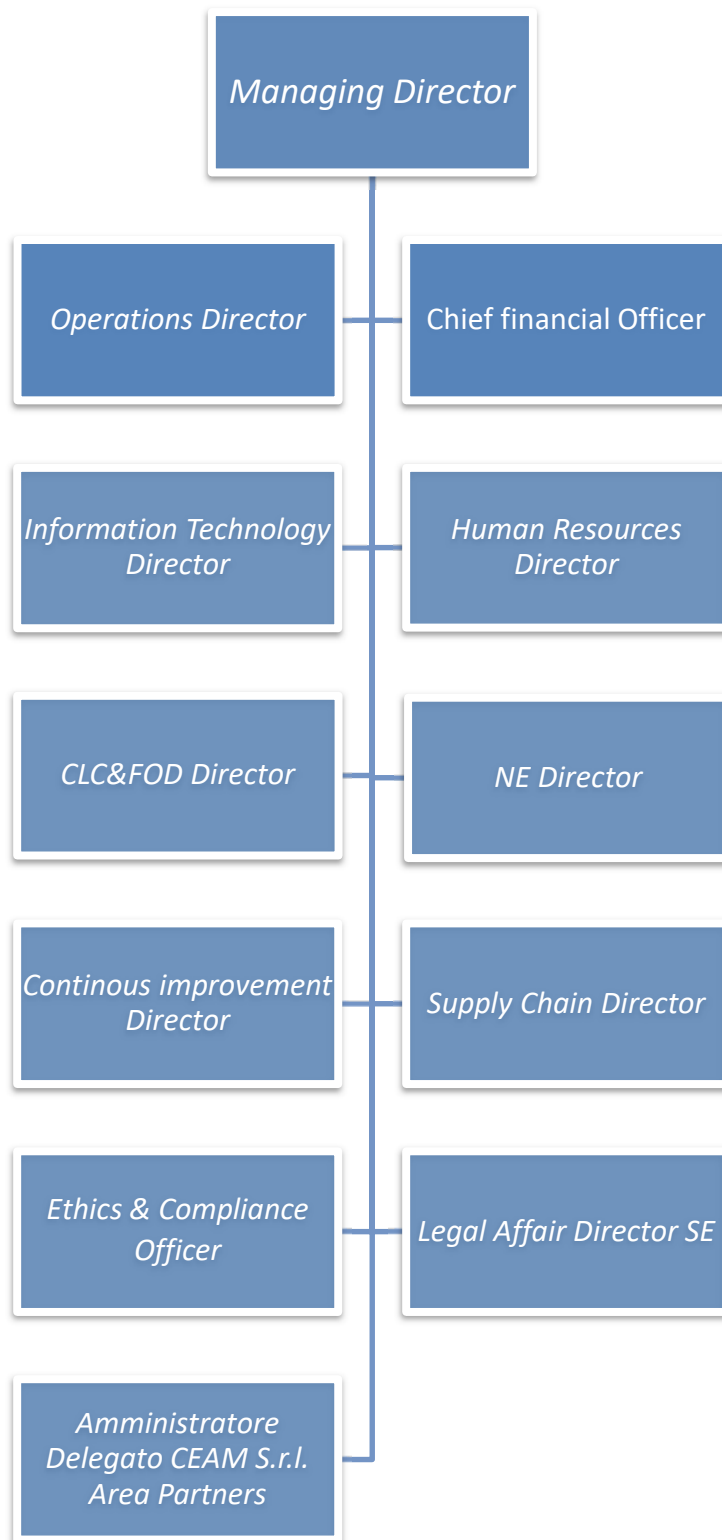 Managing Director
Operations Director
Chief financial Officer
Information Technology
Director
Human Resources
Director
CLC&FOD Director
NE Director
Continous improvement
Director
Supply Chain Director
Ethics & Compliance
Officer
Legal Affair Director SE
Amministratore
Delegato CEAM S.r.l.
Area Partners